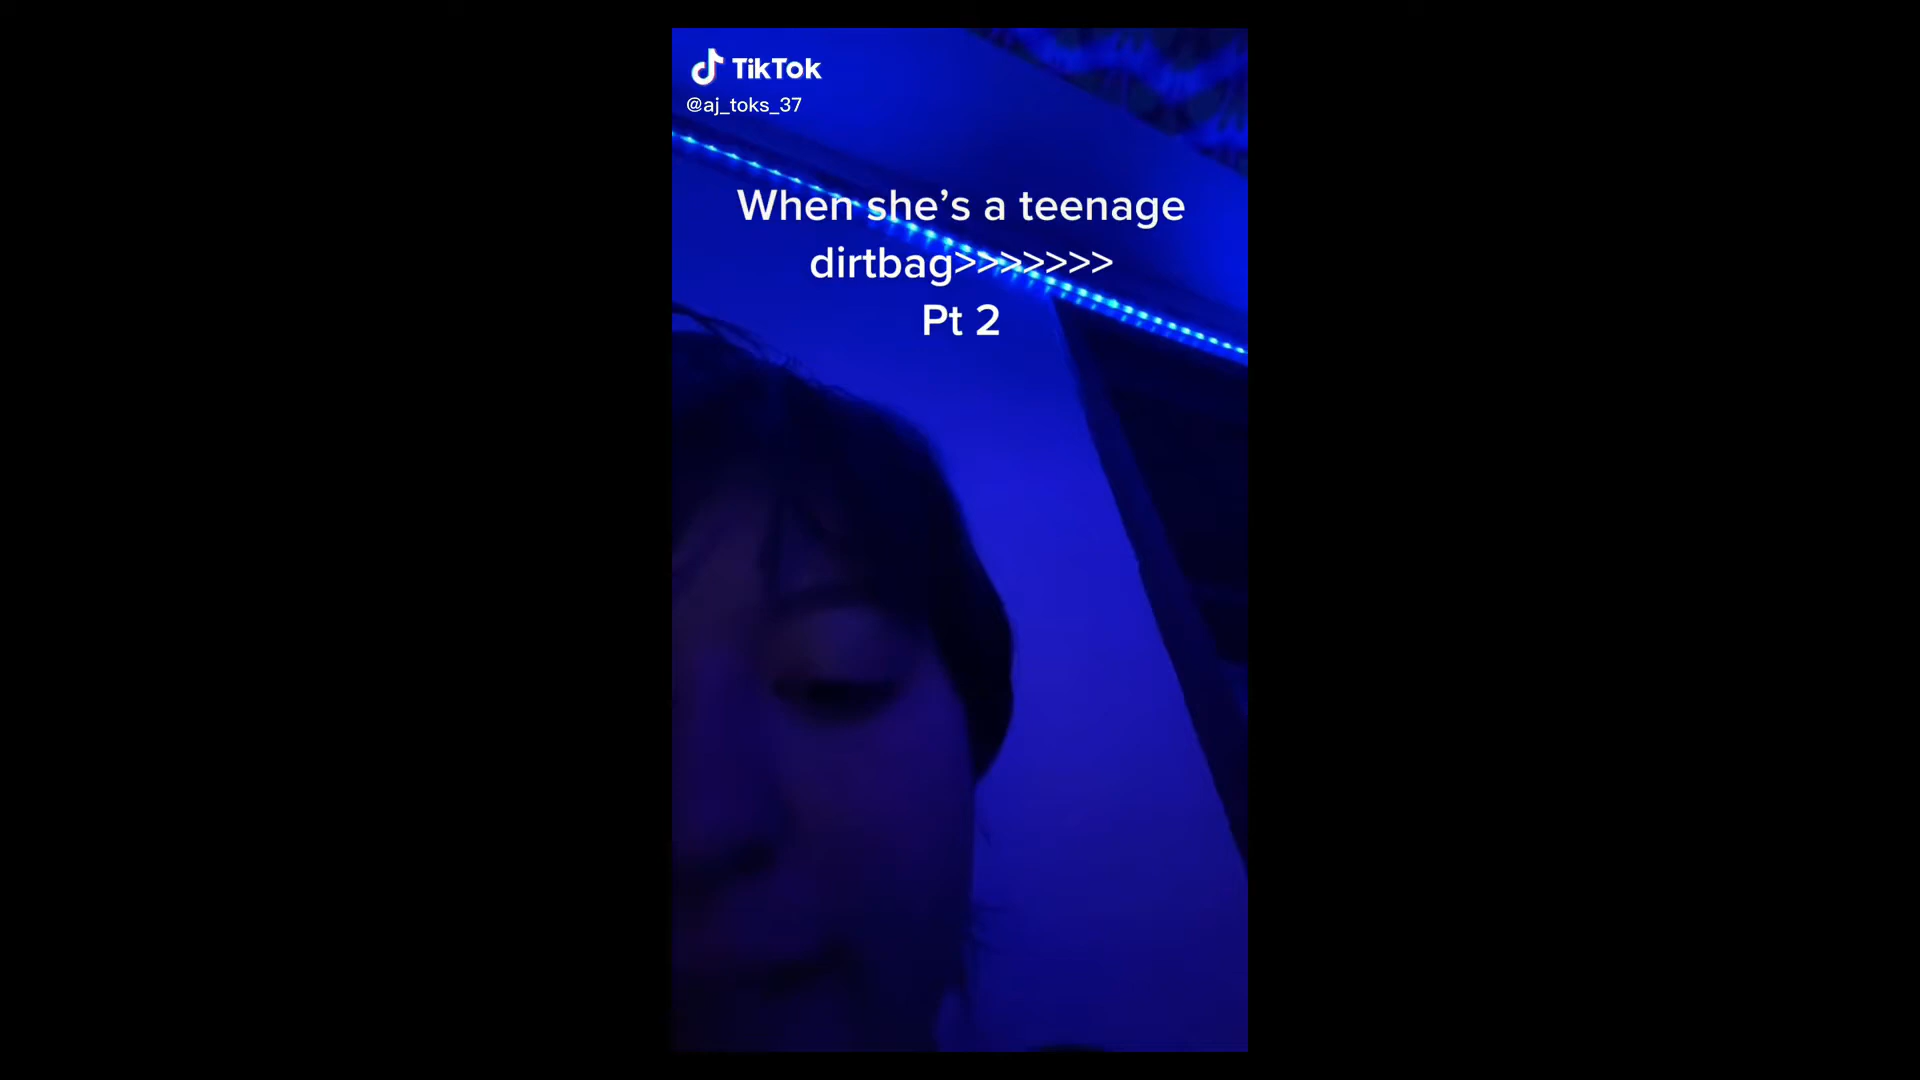 TikTok
@aj_toks_37
When she’s a teenage
dirtbag>>>>>>>
Pt 2